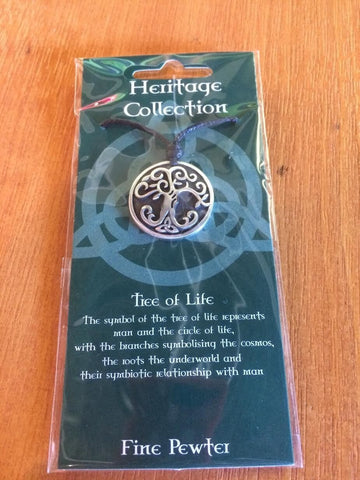 Heritage
Collection
Tree of Life
The symbol of the tree of life represents
man and the circle of life,
with the branches symbolising the cosmos,
the roots the underworld and
their symbiotic relationship with man
Fine Pewter